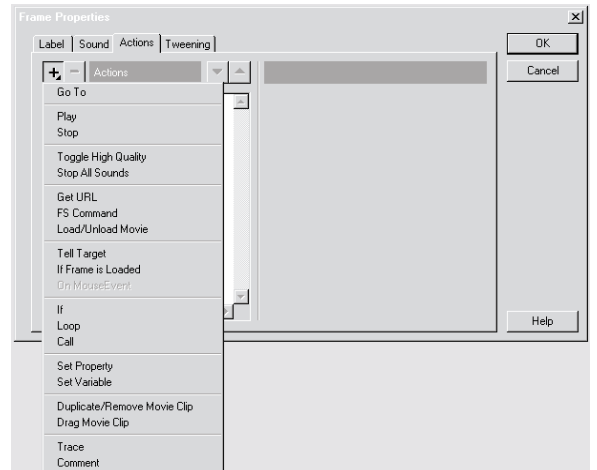 Frame Properties
Label Sound Actions Tweening
OK
Cancel
Actions
Go To
Play
Stop
Toggle High Quality
Stop All Sounds
Get URL
FS Command
Load/Unload Movie
Tell Target
If Frame is Loaded
On MouseEvent
If
Loop
Call
Set Property
Set Variable
Duplicate/Remove Movie Clip
Drag Movie Clip
Trace
Comment
Help